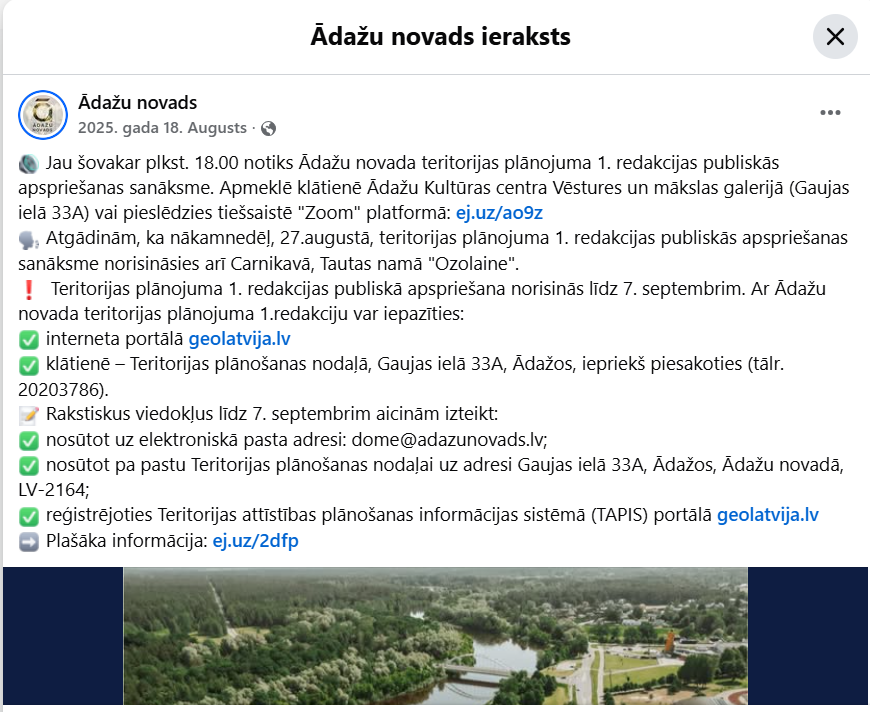 Ādažu novads ieraksts
Ādažu novads
2025. gada 18. Augusts ·
Jau šovakar plkst. 18.00 notiks Ādažu novada teritorijas plānojuma 1. redakcijas publiskās
apspriešanas sanāksme. Apmeklē klātienē Ādažu Kultūras centra Vēstures un mākslas galerijā (Gaujas
ielā 33A) vai pieslēdzies tiešsaistē "Zoom" platformā: ej.uz/ao9z
Atgādinām, ka nākamnedēļ, 27.augustā, teritorijas plānojuma 1. redakcijas publiskās apspriešanas
sanāksme norisināsies arī Carnikavā, Tautas namā "Ozolaine".
❗ Teritorijas plānojuma 1. redakcijas publiskā apspriešana norisinās līdz 7. septembrim. Ar Ādažu
novada teritorijas plānojuma 1.redakciju var iepazīties:
✅ interneta portālā geolatvija.lv
✅ klātienē – Teritorijas plānošanas nodaļā, Gaujas ielā 33A, Ādažos, iepriekš piesakoties (tālr.
20203786).
📝 Rakstiskus viedokļus līdz 7. septembrim aicinām izteikt:
✅ nosūtot uz elektroniskā pasta adresi: dome@adazunovads.lv;
✅ nosūtot pa pastu Teritorijas plānošanas nodaļai uz adresi Gaujas ielā 33A, Ādažos, Ādažu novadā,
LV-2164;
✅ reģistrējoties Teritorijas attīstības plānošanas informācijas sistēmā (TAPIS) portālā geolatvija.lv
➡️ Plašāka informācija: ej.uz/2dfp